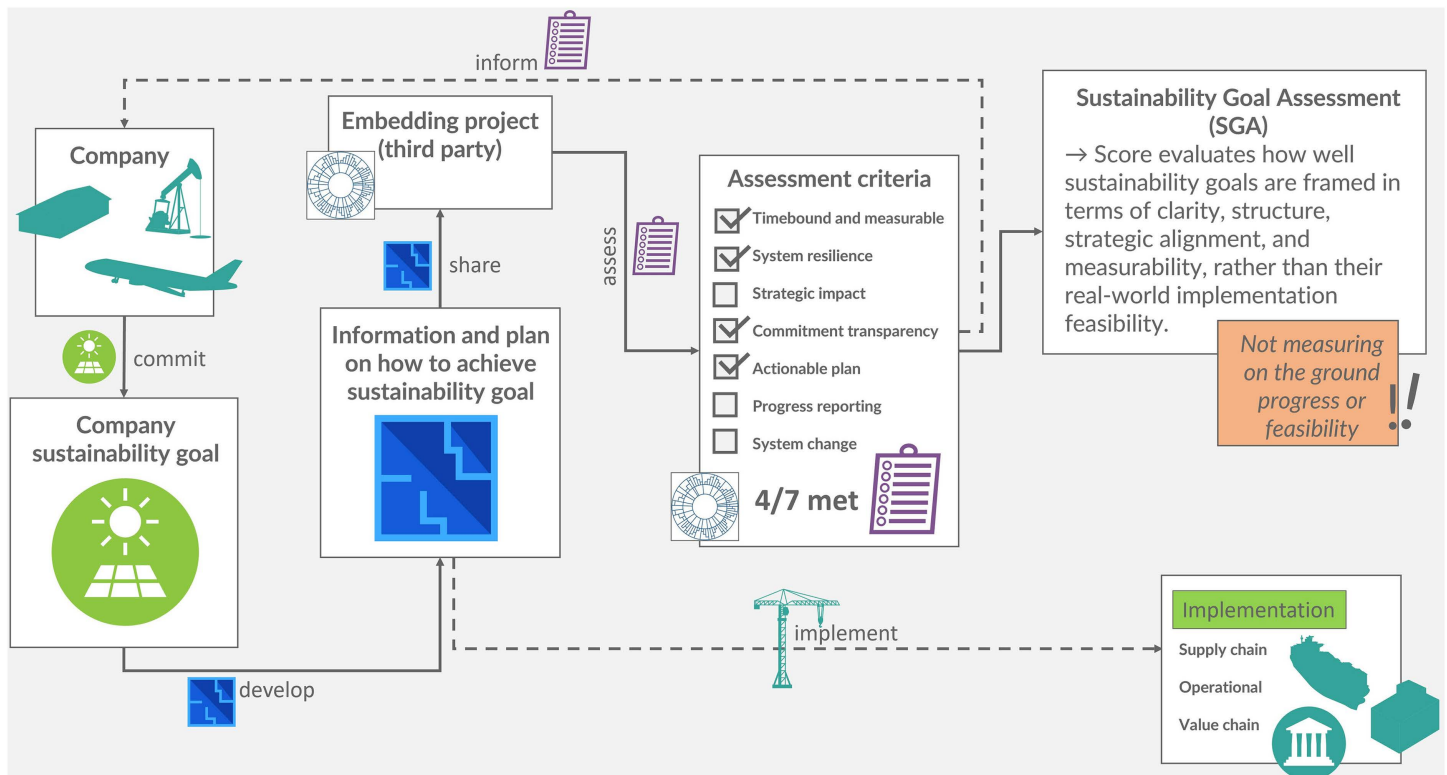 inform
Company
commit
Company
sustainability goal
develop
Embedding project
(third party)
share
Information and plan
on how to achieve
sustainability goal
assess
Assessment criteria
Timebound and measurable
System resilience
Strategic impact
Commitment transparency
Actionable plan
Progress reporting
System change
4/7 met
Sustainability Goal Assessment
(SGA)
→ Score evaluates how well
sustainability goals are framed in
terms of clarity, structure,
strategic alignment, and
measurability, rather than their
real-world implementation
feasibility.
Not measuring
on the ground
progress or
feasibility
!!
implement
Implementation
Supply chain
Operational
Value chain